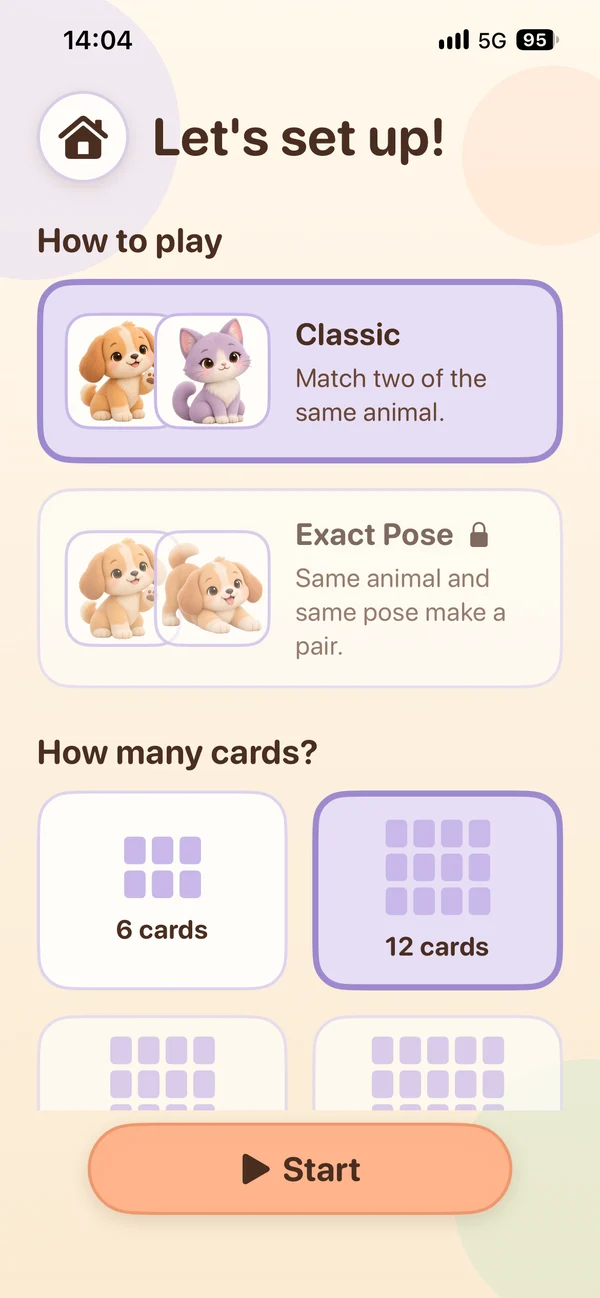 14:04
5G 95
Let's set up!
How to play
Classic
Match two of the
same animal.
Exact Pose
Same animal and
same pose make a
pair.
How many cards?
6 cards
12 cards
Start